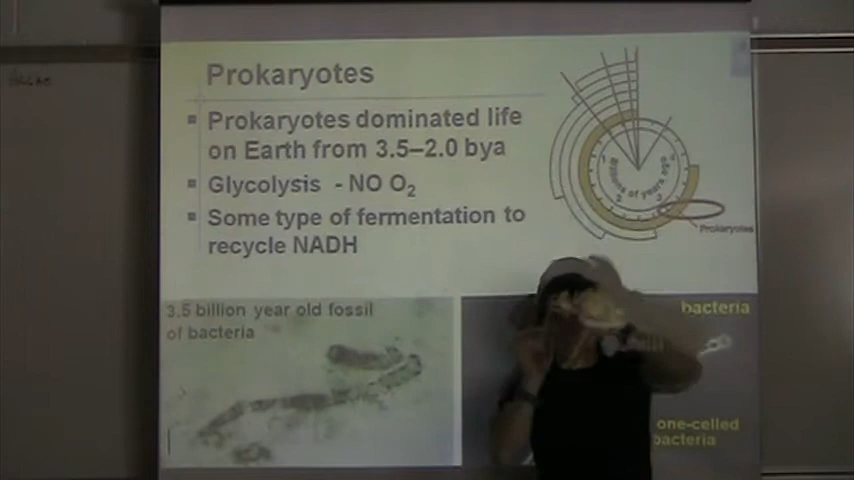 Prokaryotes
Prokaryotes dominated life
on Earth from 3.5–2.0 bya
Glycolysis - NO O₂
Some type of fermentation to
recycle NADH
Billions of years ago
Prokaryotes
3.5 billion year old fossil
of bacteria
bacteria
one-celled
bacteria